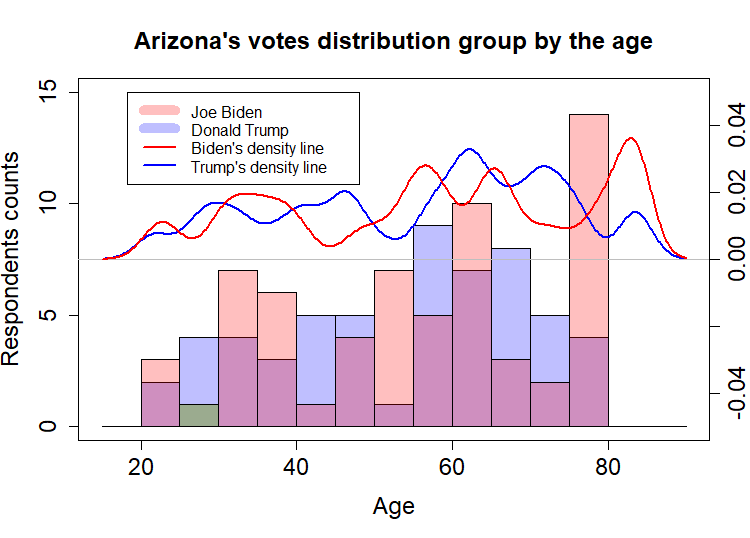 Arizona's votes distribution group by the age
Joe Biden
Donald Trump
Biden's density line
Trump's density line
Respondents counts
15
10
5
0
0.04
0.02
0.00
-0.04
20 40 60 80
Age